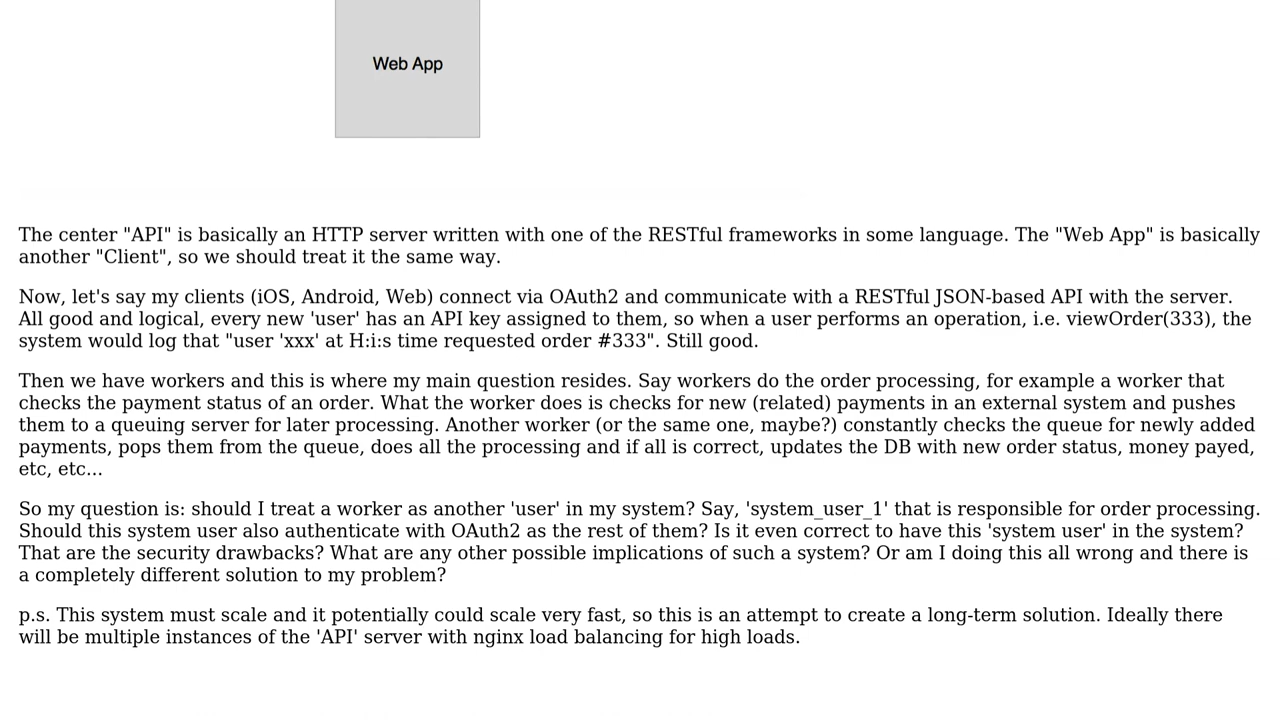 Web App
The center "API" is basically an HTTP server written with one of the RESTful frameworks in some language. The "Web App" is basically
another "Client", so we should treat it the same way.
Now, let's say my clients (iOS, Android, Web) connect via OAuth2 and communicate with a RESTful JSON-based API with the server.
All good and logical, every new 'user' has an API key assigned to them, so when a user performs an operation, i.e. viewOrder(333), the
system would log that "user 'xxx' at H:i:s time requested order #333". Still good.
Then we have workers and this is where my main question resides. Say workers do the order processing, for example a worker that
checks the payment status of an order. What the worker does is checks for new (related) payments in an external system and pushes
them to a queuing server for later processing. Another worker (or the same one, maybe?) constantly checks the queue for newly added
payments, pops them from the queue, does all the processing and if all is correct, updates the DB with new order status, money payed,
etc, etc...
So my question is: should I treat a worker as another 'user' in my system? Say, 'system_user_1' that is responsible for order processing.
Should this system user also authenticate with OAuth2 as the rest of them? Is it even correct to have this 'system user' in the system?
That are the security drawbacks? What are any other possible implications of such a system? Or am I doing this all wrong and there is
a completely different solution to my problem?
p.s. This system must scale and it potentially could scale very fast, so this is an attempt to create a long-term solution. Ideally there
will be multiple instances of the 'API' server with nginx load balancing for high loads.